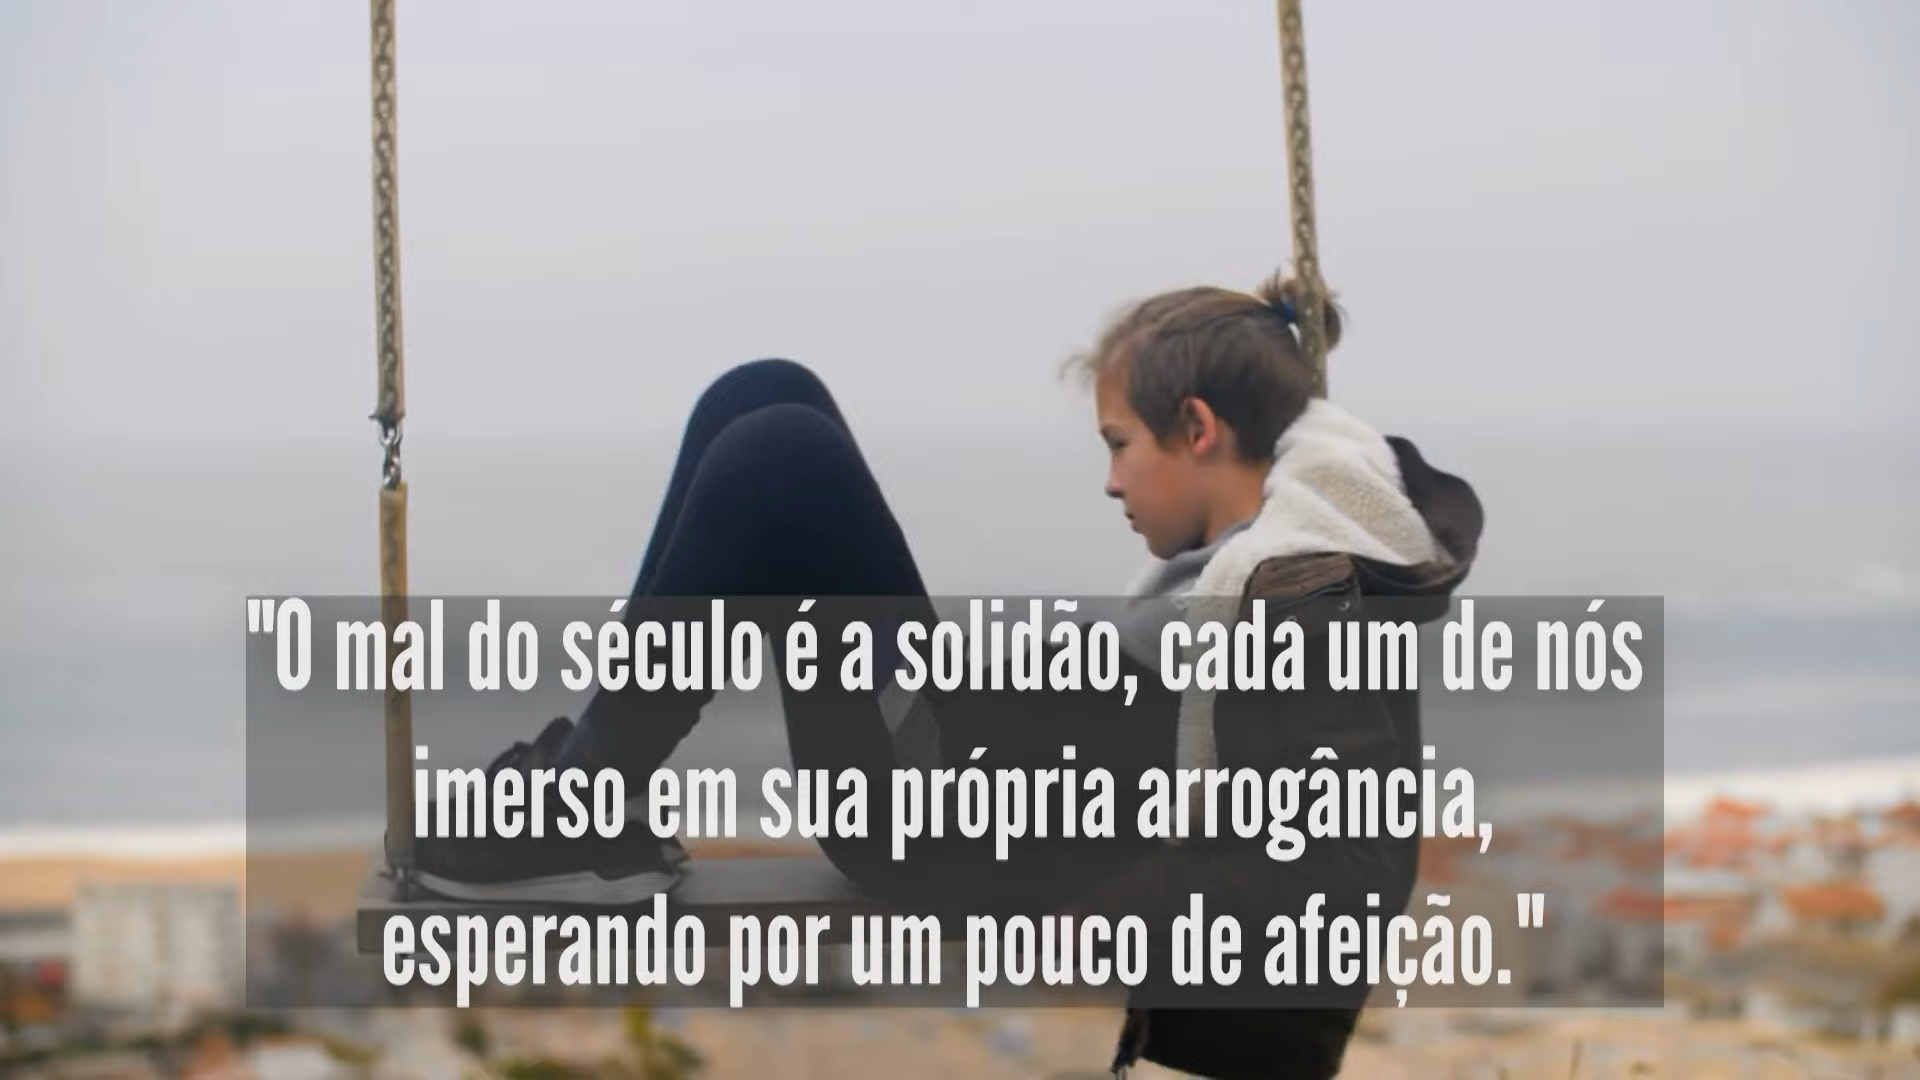 "O mal do século é a solidão, cada um de nós
imerso em sua própria arrogância,
esperando por um pouco de afeição."